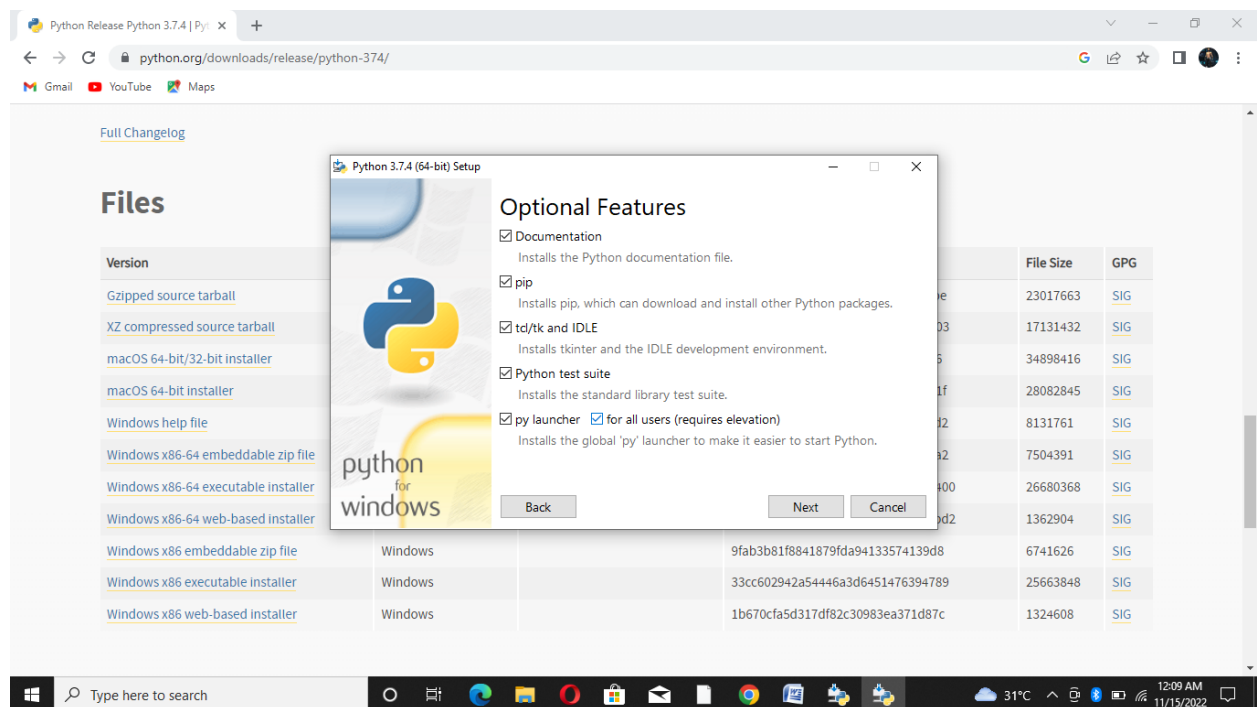 Python Release Python 3.7.4 | Pyt
python.org/downloads/release/python-374/
Gmail YouTube Maps
Full Changelog
Files
Version File Size GPG
Gzipped source tarball 23017663 SIG
XZ compressed source tarball 03 17131432 SIG
macOS 64-bit/32-bit installer 34898416 SIG
macOS 64-bit installer 1f 28082845 SIG
Windows help file d2 8131761 SIG
Windows x86-64 embeddable zip file a2 7504391 SIG
Windows x86-64 executable installer 400 26680368 SIG
Windows x86-64 web-based installer bd2 1362904 SIG
Windows x86 embeddable zip file Windows 9fab3b81f8841879fda94133574139d8 6741626 SIG
Windows x86 executable installer Windows 33cc602942a54446a3d6451476394789 25663848 SIG
Windows x86 web-based installer Windows 1b670cfa5d317df82c30983ea371d87c 1324608 SIG
Python 3.7.4 (64-bit) Setup
Optional Features
Documentation
Installs the Python documentation file.
pip
Installs pip, which can download and install other Python packages.
tcl/tk and IDLE
Installs tkinter and the IDLE development environment.
Python test suite
Installs the standard library test suite.
py launcher for all users (requires elevation)
Installs the global 'py' launcher to make it easier to start Python.
python
for
windows
Back Next Cancel
Type here to search
31°C
12:09 AM
11/15/2022